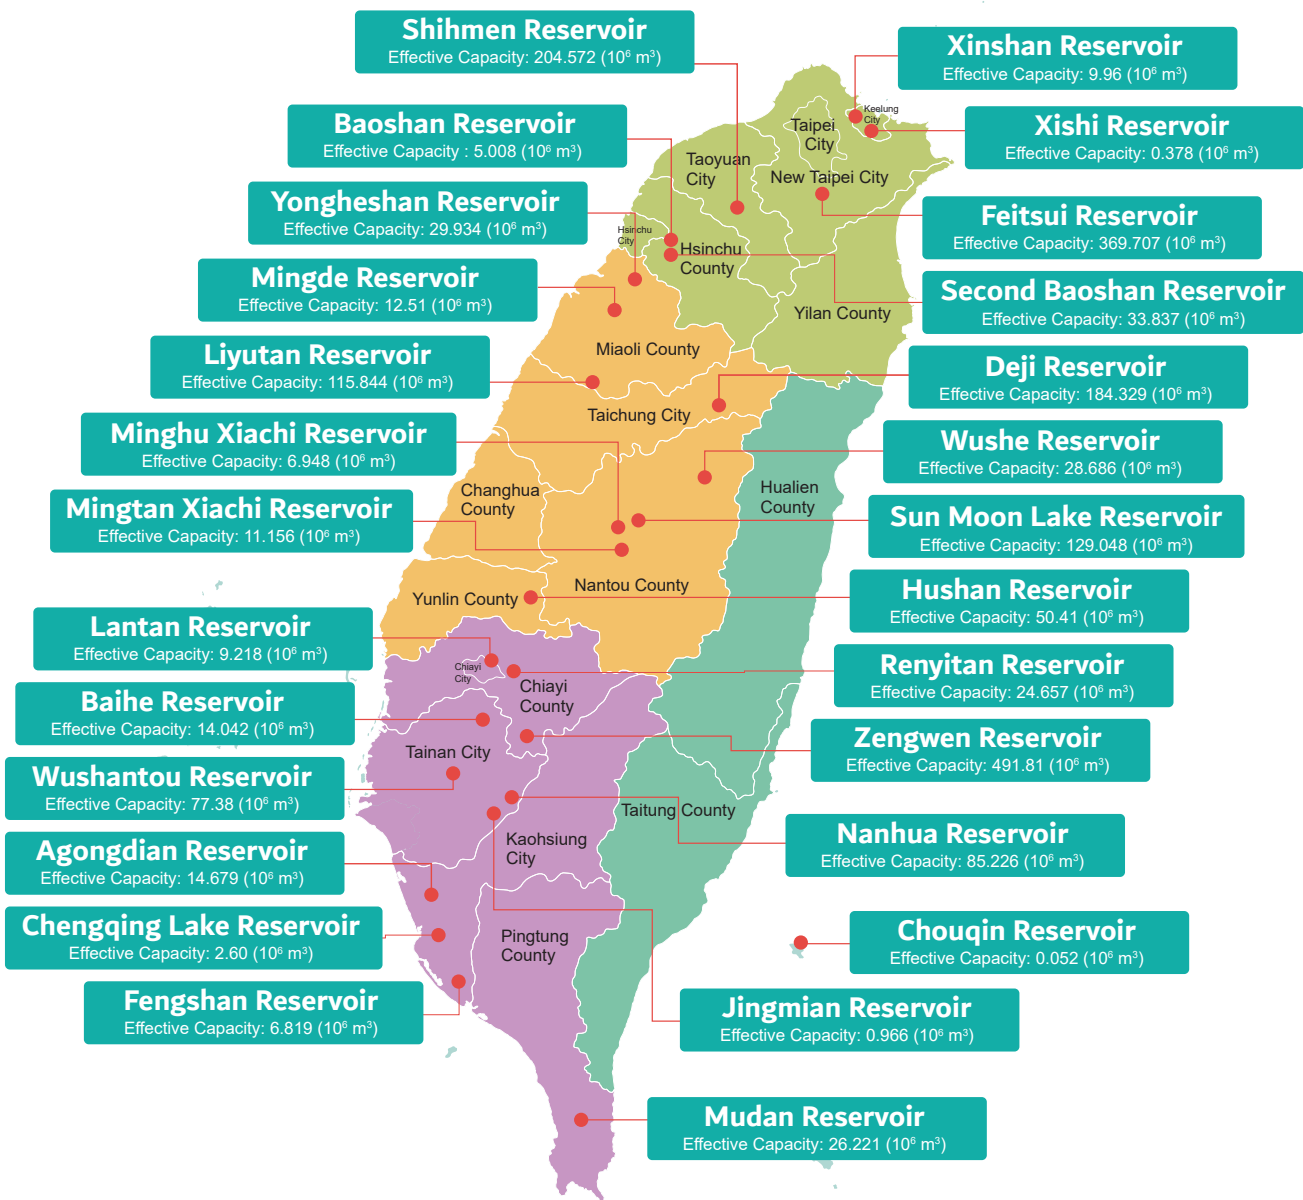 Shihmen Reservoir
Effective Capacity: 204.572 (10⁶ m³)
Xinshan Reservoir
Effective Capacity: 9.96 (10⁶ m³)
Baoshan Reservoir
Effective Capacity : 5.008 (10⁶ m³)
Xishi Reservoir
Effective Capacity: 0.378 (10⁶ m³)
Yongheshan Reservoir
Effective Capacity: 29.934 (10⁶ m³)
Feitsui Reservoir
Effective Capacity: 369.707 (10⁶ m³)
Mingde Reservoir
Effective Capacity: 12.51 (10⁶ m³)
Second Baoshan Reservoir
Effective Capacity: 33.837 (10⁶ m³)
Liyutan Reservoir
Effective Capacity: 115.844 (10⁶ m³)
Deji Reservoir
Effective Capacity: 184.329 (10⁶ m³)
Minghu Xiachi Reservoir
Effective Capacity: 6.948 (10⁶ m³)
Wushe Reservoir
Effective Capacity: 28.686 (10⁶ m³)
Mingtan Xiachi Reservoir
Effective Capacity: 11.156 (10⁶ m³)
Sun Moon Lake Reservoir
Effective Capacity: 129.048 (10⁶ m³)
Hushan Reservoir
Effective Capacity: 50.41 (10⁶ m³)
Lantan Reservoir
Effective Capacity: 9.218 (10⁶ m³)
Renyitan Reservoir
Effective Capacity: 24.657 (10⁶ m³)
Baihe Reservoir
Effective Capacity: 14.042 (10⁶ m³)
Zengwen Reservoir
Effective Capacity: 491.81 (10⁶ m³)
Wushantou Reservoir
Effective Capacity: 77.38 (10⁶ m³)
Nanhua Reservoir
Effective Capacity: 85.226 (10⁶ m³)
Agongdian Reservoir
Effective Capacity: 14.679 (10⁶ m³)
Chengqing Lake Reservoir
Effective Capacity: 2.60 (10⁶ m³)
Chouqin Reservoir
Effective Capacity: 0.052 (10⁶ m³)
Fengshan Reservoir
Effective Capacity: 6.819 (10⁶ m³)
Jingmian Reservoir
Effective Capacity: 0.966 (10⁶ m³)
Mudan Reservoir
Effective Capacity: 26.221 (10⁶ m³)
Keelung
City
Taipei
City
Taoyuan
City
New Taipei City
Hsinchu
City
Hsinchu
County
Yilan County
Miaoli County
Taichung City
Changhua
County
Hualien
County
Nantou County
Yunlin County
Chiayi
City
Chiayi
County
Tainan City
Taitung County
Kaohsiung
City
Pingtung
County